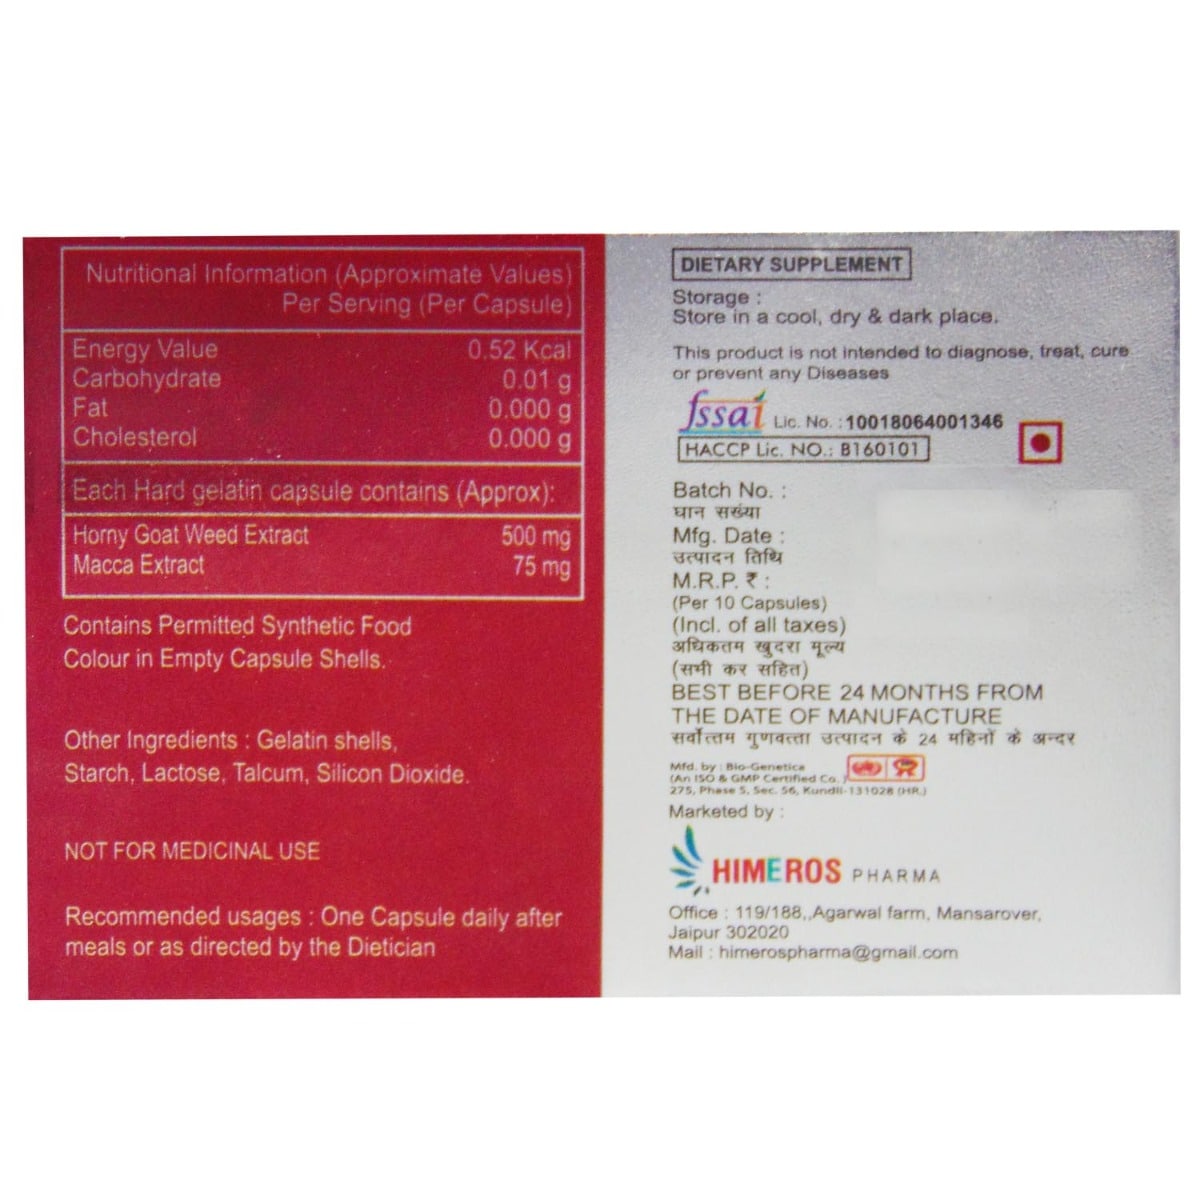 Nutritional Information (Approximate Values)
Per Serving (Per Capsule)
Energy Value 0.52 Kcal
Carbohydrate 0.01 g
Fat 0.000 g
Cholesterol 0.000 g
Each Hard gelatin capsule contains (Approx):
Horny Goat Weed Extract 500 mg
Macca Extract 75 mg
Contains Permitted Synthetic Food
Colour in Empty Capsule Shells.
Other Ingredients : Gelatin shells,
Starch, Lactose, Talcum, Silicon Dioxide.
NOT FOR MEDICINAL USE
Recommended usages : One Capsule daily after
meals or as directed by the Dietician
DIETARY SUPPLEMENT
Storage :
Store in a cool, dry & dark place.
This product is not intended to diagnose, treat, cure
or prevent any Diseases
fssai Lic. No. : 10018064001346
HACCP Lic. NO.: B160101
Batch No. :
घान सख्या
Mfg. Date :
उत्पादन तिथि
M.R.P. ₹ :
(Per 10 Capsules)
(Incl. of all taxes)
अधिकतम खुदरा मूल्य
(सभी कर सहित)
BEST BEFORE 24 MONTHS FROM
THE DATE OF MANUFACTURE
सर्वोत्तम गुणवत्ता उत्पादन के 24 महिनों के अन्दर
Mfd. by : Bio-Genetica
(An ISO & GMP Certified Co.)
275, Phase 5, Sec. 56, Kundli-131028 (HR.)
Marketed by :
HIMEROS PHARMA
Office : 119/188,,Agarwal farm, Mansarover,
Jaipur 302020
Mail : himerospharma@gmail.com